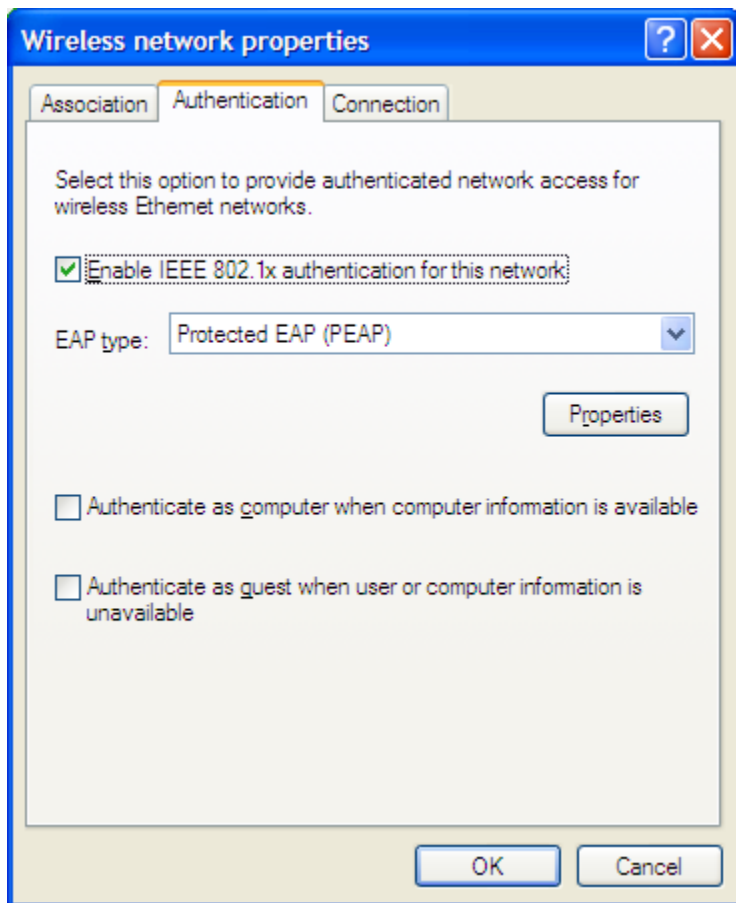 Wireless network properties
?
Association Authentication Connection
Select this option to provide authenticated network access for
wireless Ethernet networks.
Enable IEEE 802.1x authentication for this network
EAP type: Protected EAP (PEAP)
Properties
Authenticate as computer when computer information is available
Authenticate as guest when user or computer information is
unavailable
OK Cancel